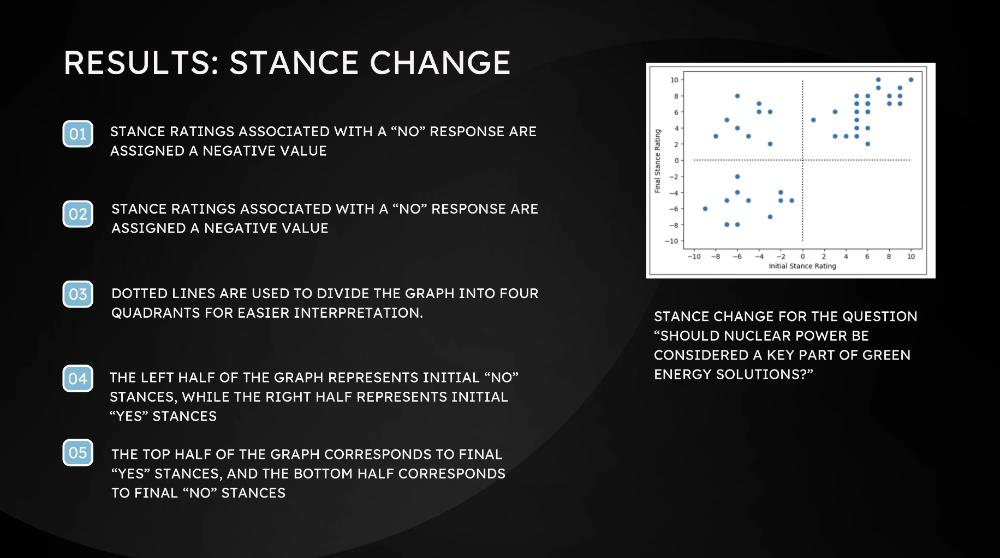 RESULTS: STANCE CHANGE
01
STANCE RATINGS ASSOCIATED WITH A “NO” RESPONSE ARE
ASSIGNED A NEGATIVE VALUE
02
STANCE RATINGS ASSOCIATED WITH A “NO” RESPONSE ARE
ASSIGNED A NEGATIVE VALUE
03
DOTTED LINES ARE USED TO DIVIDE THE GRAPH INTO FOUR
QUADRANTS FOR EASIER INTERPRETATION.
04
THE LEFT HALF OF THE GRAPH REPRESENTS INITIAL “NO”
STANCES, WHILE THE RIGHT HALF REPRESENTS INITIAL
“YES” STANCES
05
THE TOP HALF OF THE GRAPH CORRESPONDS TO FINAL
“YES” STANCES, AND THE BOTTOM HALF CORRESPONDS
TO FINAL “NO” STANCES
Final Stance Rating
10
8
6
4
2
0
−2
−4
−6
−8
−10
−10 −8 −6 −4 −2 0 2 4 6 8 10
Initial Stance Rating
STANCE CHANGE FOR THE QUESTION
“SHOULD NUCLEAR POWER BE
CONSIDERED A KEY PART OF GREEN
ENERGY SOLUTIONS?”